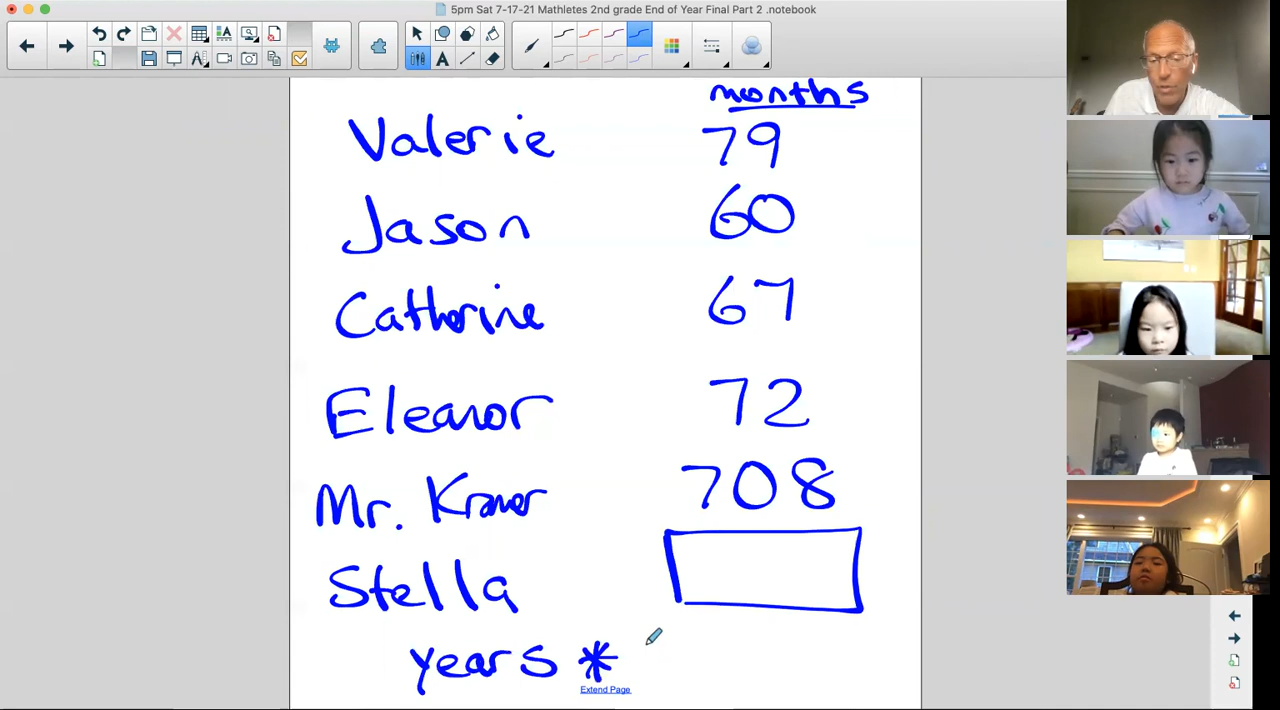 5pm Sat 7-17-21 Mathletes 2nd grade End of Year Final Part 2 .notebook
months
Valerie 79
Jason 60
Catherine 67
Eleanor 72
Mr. Kramer 708
Stella
years *
Extend Page